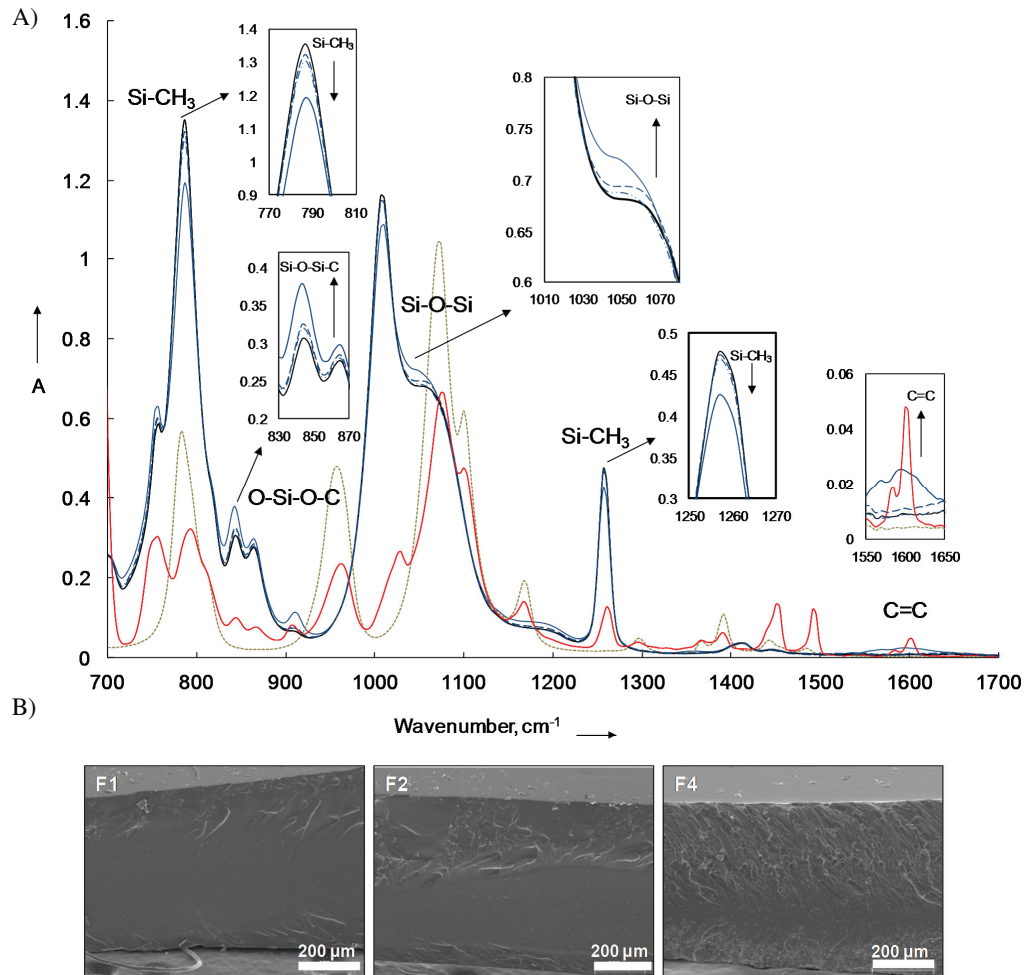 A)
1.6
1.4
1.2
1
0.8
0.6
0.4
0.2
0
A
700 800 900 1000 1100 1200 1300 1400 1500 1600 1700
Wavenumber, cm⁻¹
Si-CH₃
1.4
1.3
1.2
1.1
1
0.9
770 790 810
Si-CH₃
0.4
0.35
0.3
0.25
0.2
830 850 870
Si-O-Si-C
O-Si-O-C
Si-O-Si
0.8
0.75
0.7
0.65
0.6
1010 1030 1050 1070
Si-O-Si
Si-CH₃
0.5
0.45
0.4
0.35
0.3
1250 1260 1270
Si-CH₃
0.06
0.04
0.02
0
1550 1600 1650
C=C
C=C
B)
F1
200 µm
F2
200 µm
F4
200 µm